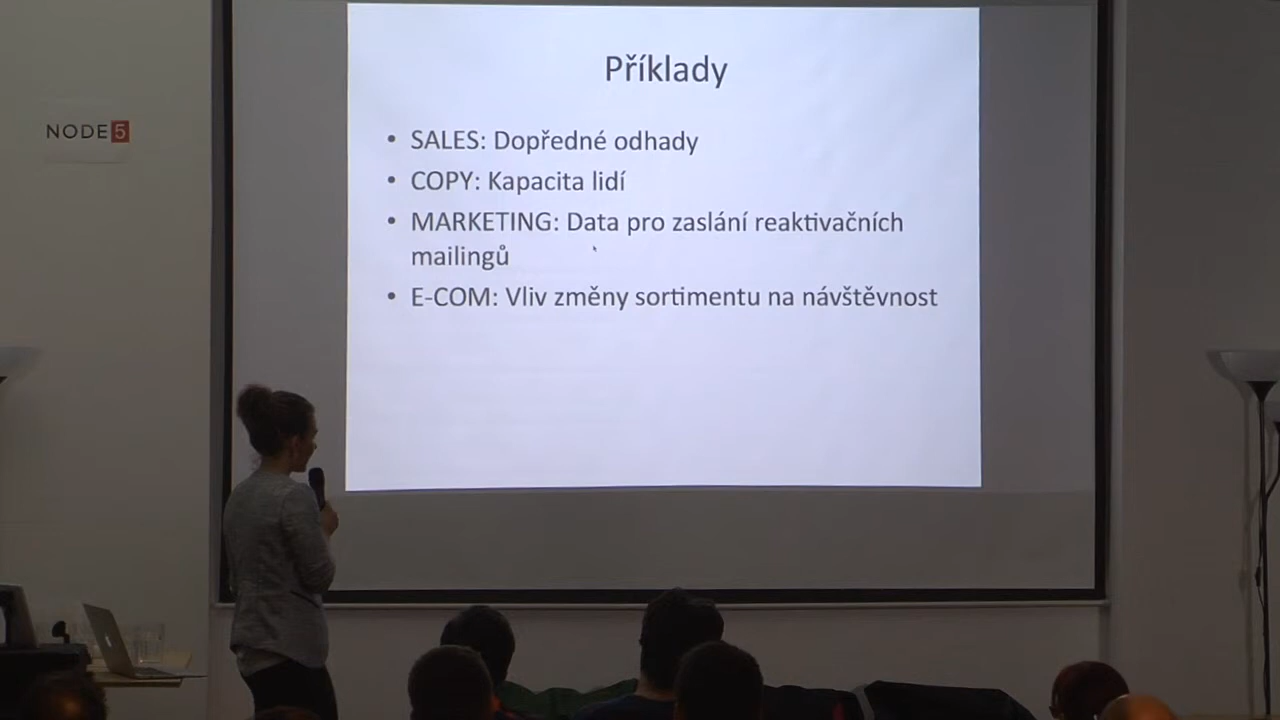 Příklady
NODE5
• SALES: Dopředné odhady
• COPY: Kapacita lidí
• MARKETING: Data pro zaslání reaktivačních
mailingů
• E-COM: Vliv změny sortimentu na návštěvnost